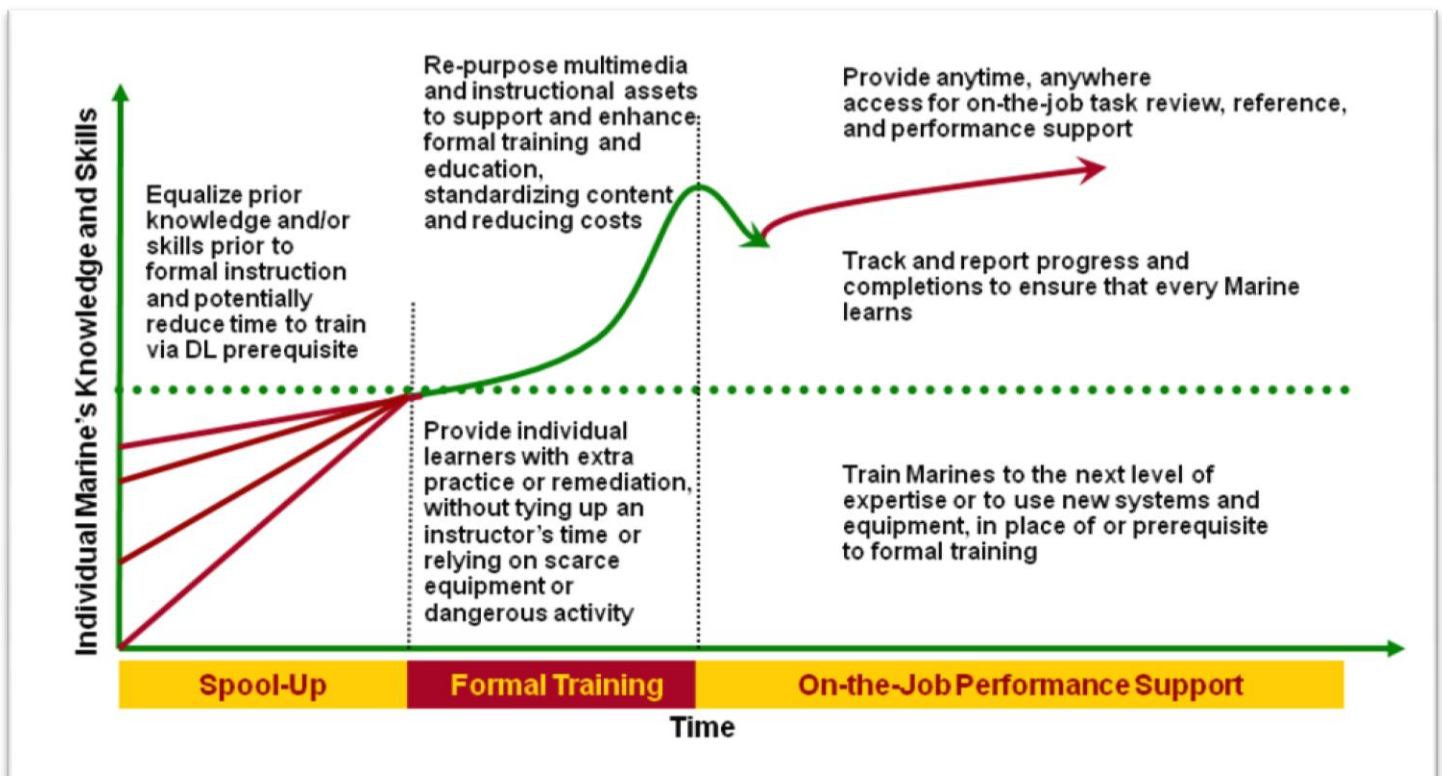 Individual Marine's Knowledge and Skills
Equalize prior
knowledge and/or
skills prior to
formal instruction
and potentially
reduce time to train
via DL prerequisite
Re-purpose multimedia
and instructional assets
to support and enhance
formal training and
education,
standardizing content
and reducing costs
Provide individual
learners with extra
practice or remediation,
without tying up an
instructor's time or
relying on scarce
equipment or
dangerous activity
Provide anytime, anywhere
access for on-the-job task review, reference,
and performance support
Track and report progress and
completions to ensure that every Marine
learns
Train Marines to the next level of
expertise or to use new systems and
equipment, in place of or prerequisite
to formal training
Spool-Up
Formal Training
On-the-Job Performance Support
Time